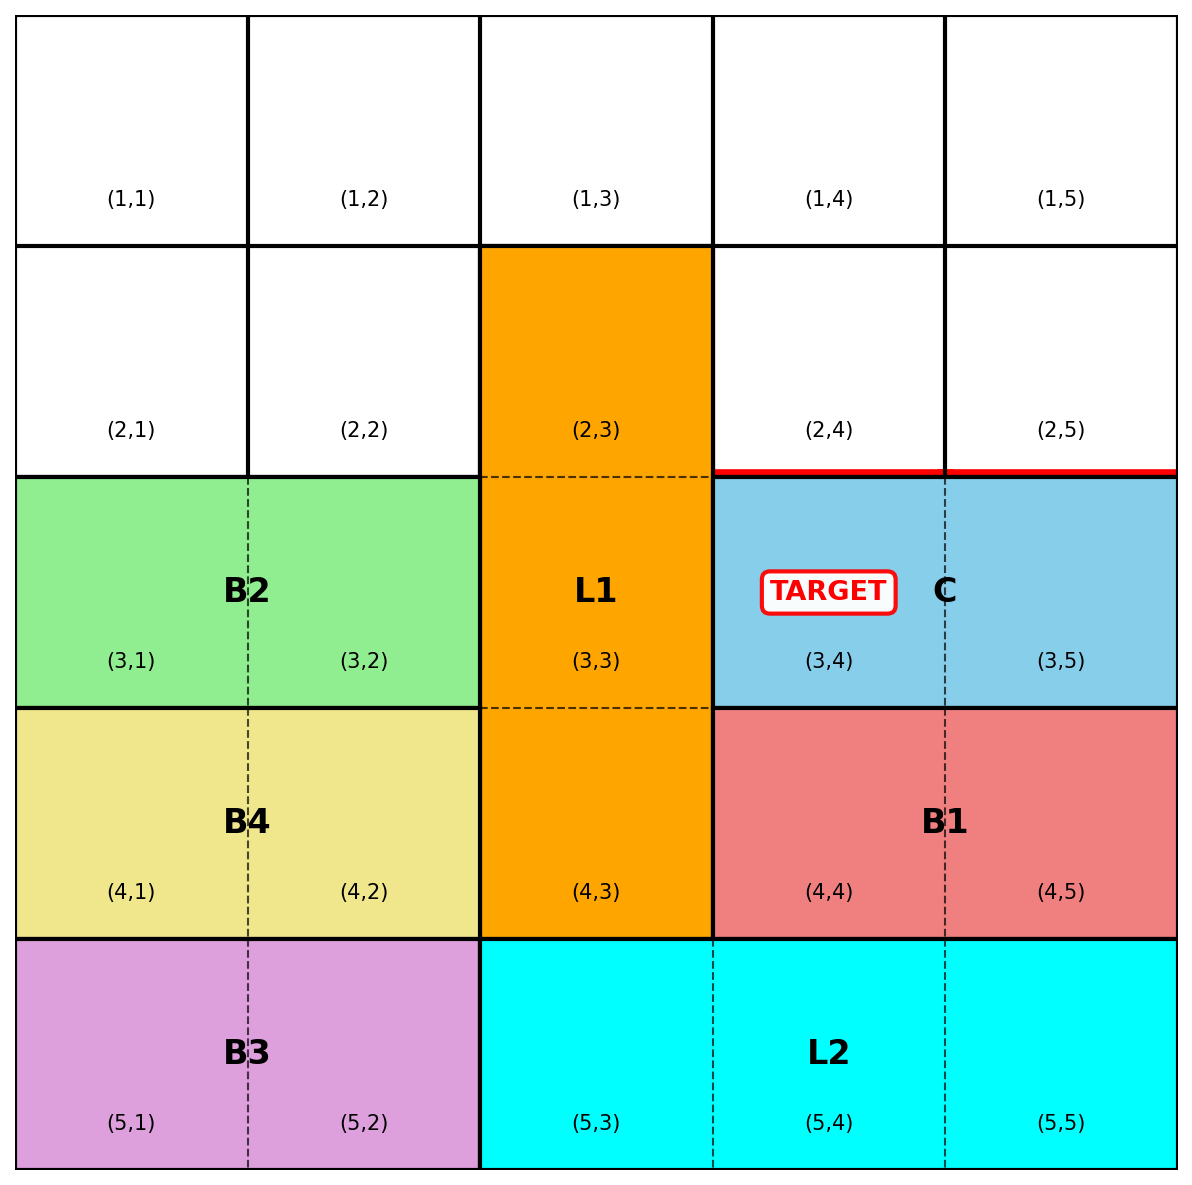 (1,1) (1,2) (1,3) (1,4) (1,5)
(2,1) (2,2) (2,3) (2,4) (2,5)
B2 L1 TARGET C
(3,1) (3,2) (3,3) (3,4) (3,5)
B4 B1
(4,1) (4,2) (4,3) (4,4) (4,5)
B3 L2
(5,1) (5,2) (5,3) (5,4) (5,5)